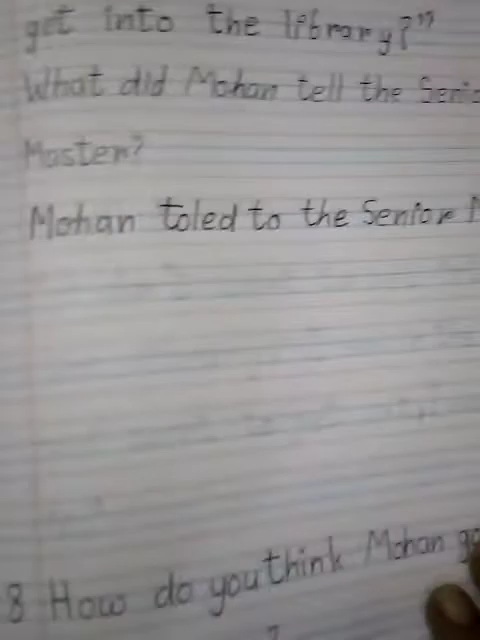 get into the library?"
What did Mohan tell the Senio
Master?
Mohan toled to the Senior M
8 How do you think Mohan go
?